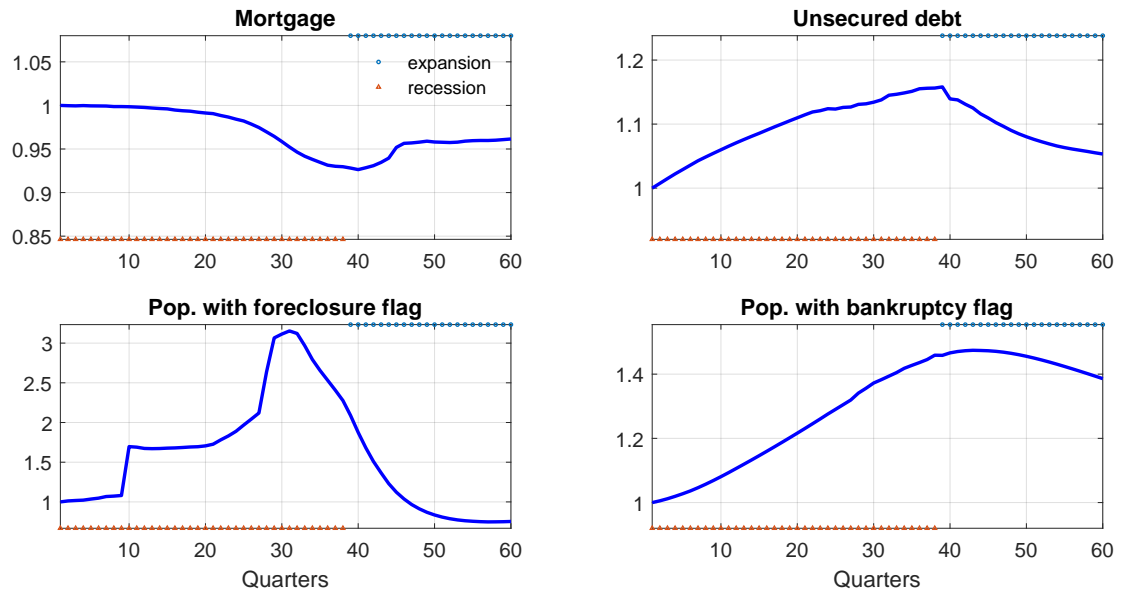 Mortgage
1.05
1
0.95
0.9
0.85
10 20 30 40 50 60
expansion
recession
Unsecured debt
1.2
1.1
1
10 20 30 40 50 60
Pop. with foreclosure flag
3
2.5
2
1.5
1
10 20 30 40 50 60
Quarters
Pop. with bankruptcy flag
1.4
1.2
1
10 20 30 40 50 60
Quarters